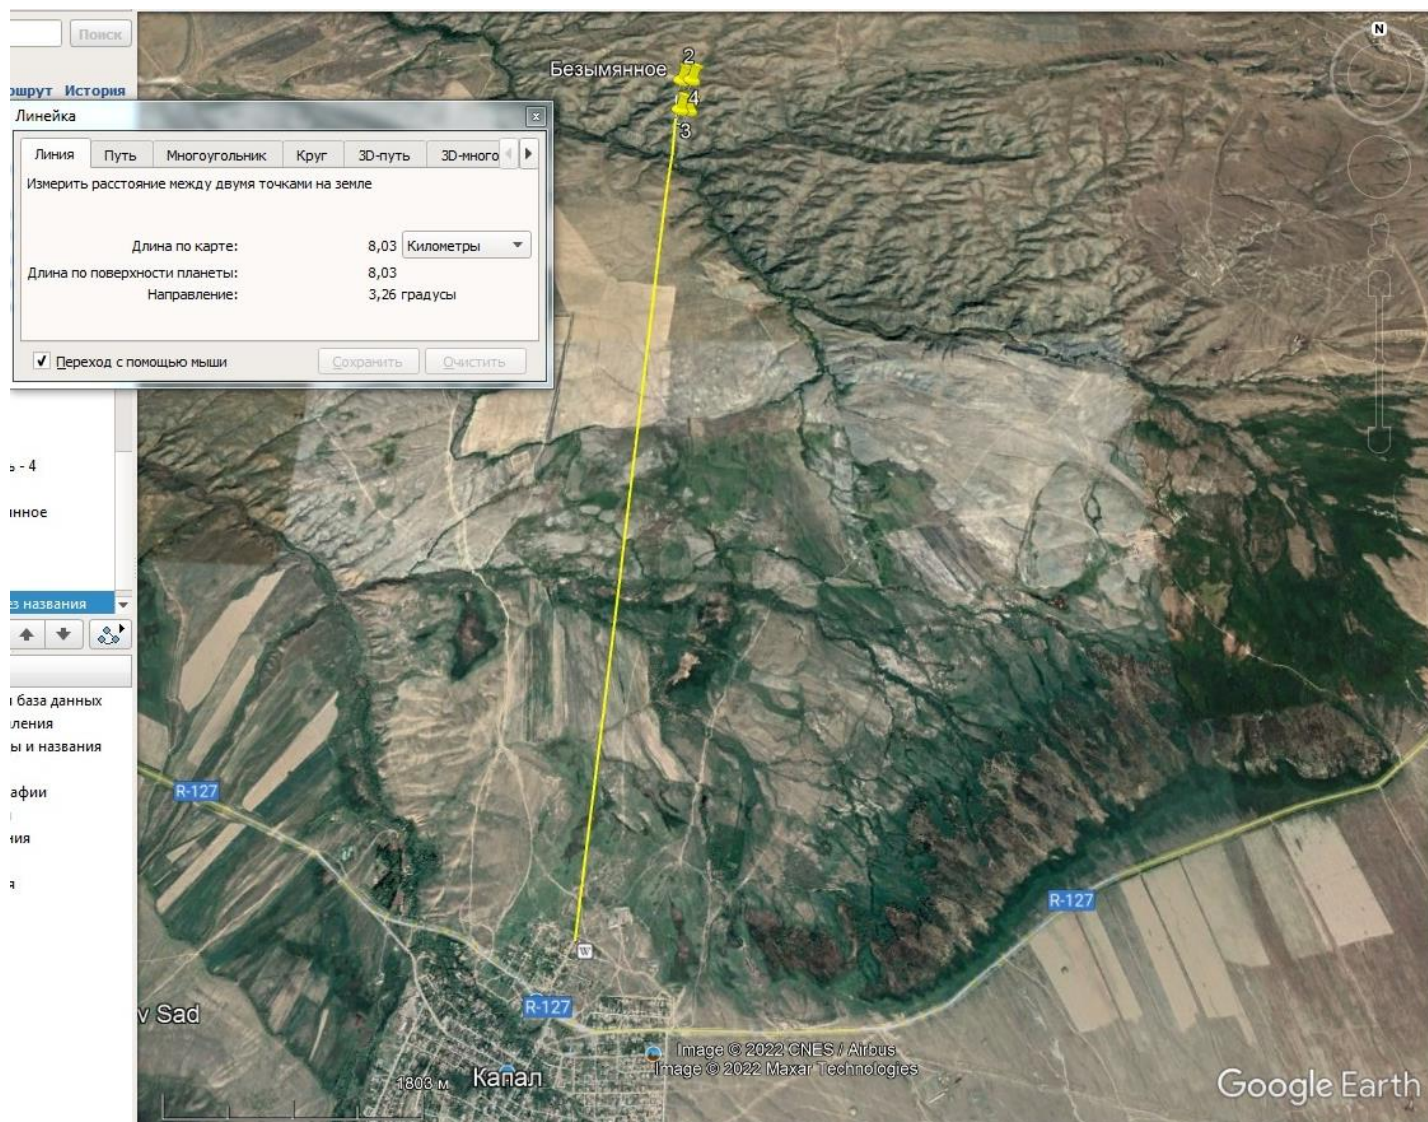 Поиск
ошрут История
Линейка
Линия Путь Многоугольник Круг 3D-путь 3D-много
Измерить расстояние между двумя точками на земле
Длина по карте: 8,03 Километры
Длина по поверхности планеты: 8,03
Направление: 3,26 градусы
Переход с помощью мыши Сохранить Очистить
N
2
Безымянное
4
3
ь - 4
нное
ез названия
база данных
ления
ы и названия
афии
ния
я
R-127
R-127
R-127
W
v Sad
Капал
1803 м
Image © 2022 CNES / Airbus
Image © 2022 Maxar Technologies
Google Earth